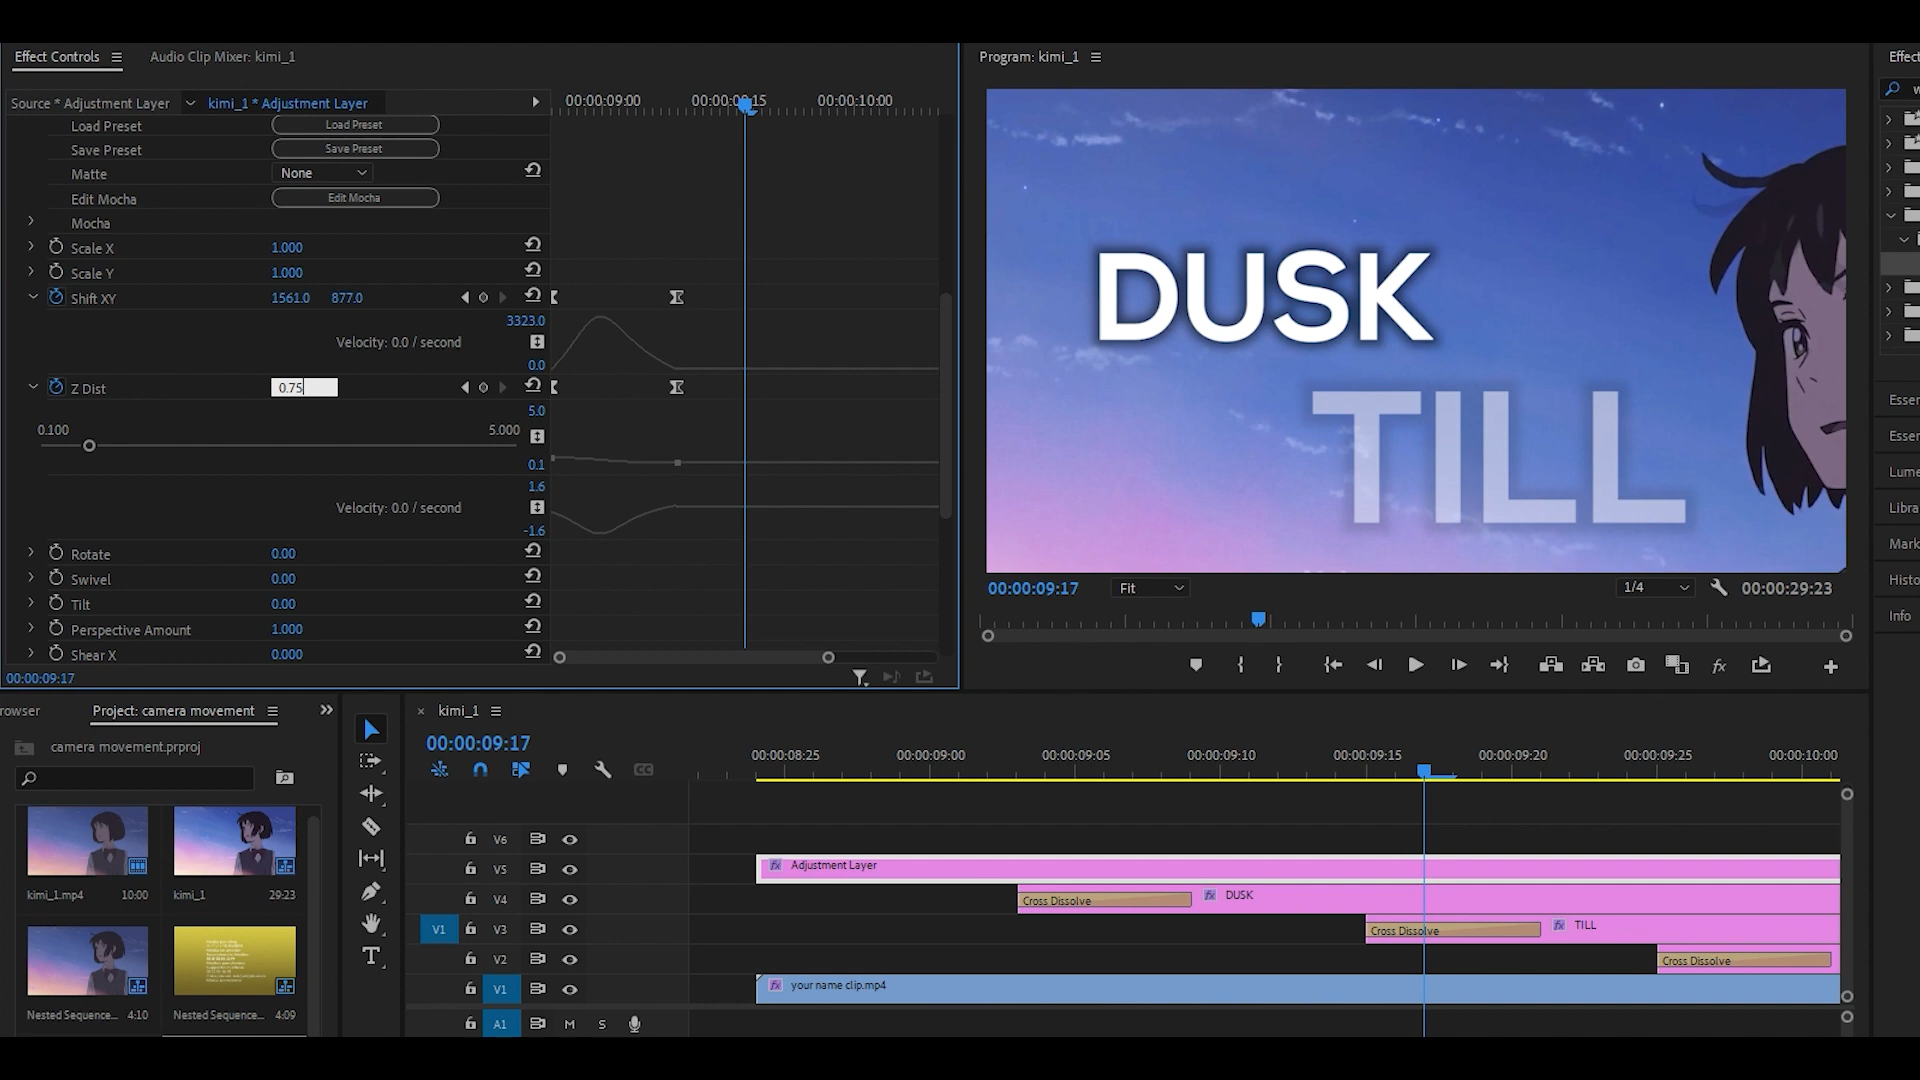 Effect Controls
Audio Clip Mixer: kimi_1
Program: kimi_1
Effect
Source * Adjustment Layer
kimi_1 * Adjustment Layer
00:00:09:00
00:00:10:00
Load Preset
Load Preset
Save Preset
Save Preset
Matte
None
Edit Mocha
Edit Mocha
Mocha
Scale X
1.000
Scale Y
1.000
Shift XY
1561.0
877.0
3323.0
Velocity: 0.0 / second
0.0
Z Dist
0.75
5.0
0.100
5.000
0.1
1.6
Velocity: 0.0 / second
-1.6
Rotate
0.00
Swivel
0.00
Tilt
0.00
Perspective Amount
1.000
Shear X
0.000
00:00:09:17
DUSK
TILL
00:00:09:17
Fit
1/4
00:00:29:23
Esser
Esser
Lume
Libra
Mark
Histo
Info
rowser
Project: camera movement
camera movement.prproj
kimi_1.mp4
10:00
kimi_1
29:23
Nested Sequence...
4:10
Nested Sequence...
4:09
kimi_1
00:00:09:17
00:00:08:25
00:00:09:00
00:00:09:05
00:00:09:10
00:00:09:15
00:00:09:20
00:00:09:25
00:00:10:00
V6
V5
fx Adjustment Layer
V4
Cross Dissolve
fx DUSK
V1
V3
Cross Dissolve
fx TILL
V2
Cross Dissolve
V1
fx your name clip.mp4
A1
M
S